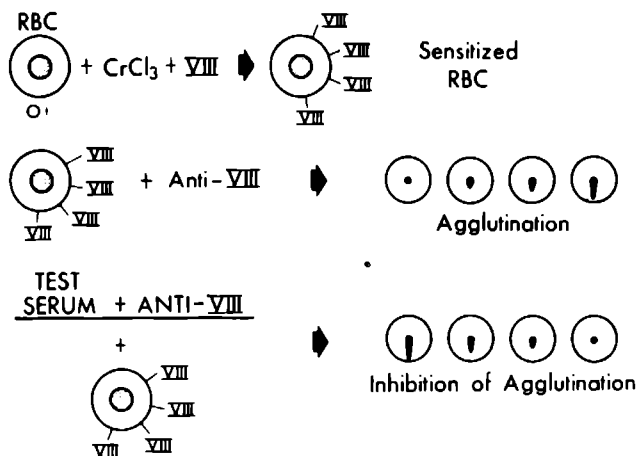 RBC
O+
+ CrCl3 + VIII
VIII
VIII
VIII
VIII
Sensitized
RBC
VIII
VIII
VIII
VIII
+ Anti-VIII
Agglutination
TEST
SERUM + ANTI-VIII
+
VIII
VIII
VIII
VIII
Inhibition of Agglutination